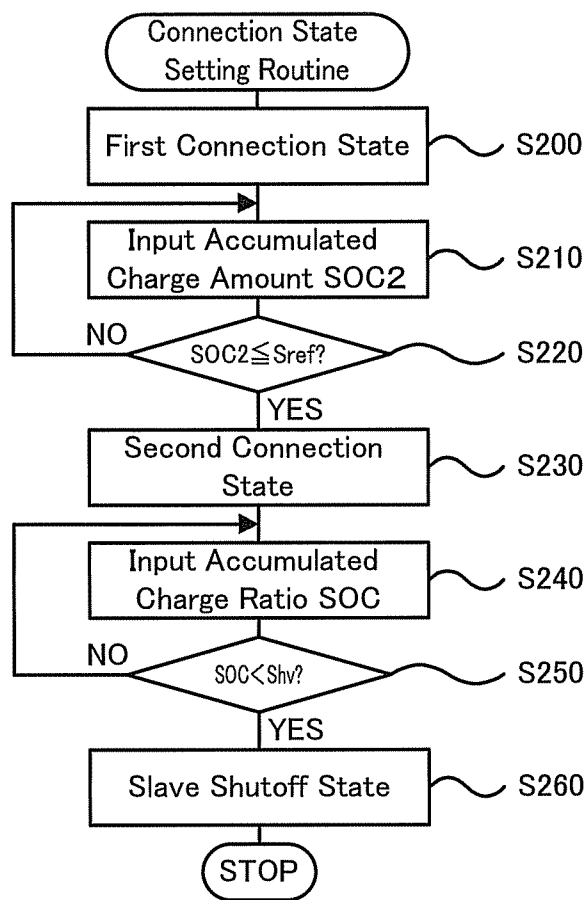 Connection State
Setting Routine
First Connection State
S200
Input Accumulated
Charge Amount SOC2
S210
NO
SOC2≦Sref?
S220
YES
Second Connection
State
S230
Input Accumulated
Charge Ratio SOC
S240
NO
SOC<Shv?
S250
YES
Slave Shutoff State
S260
STOP